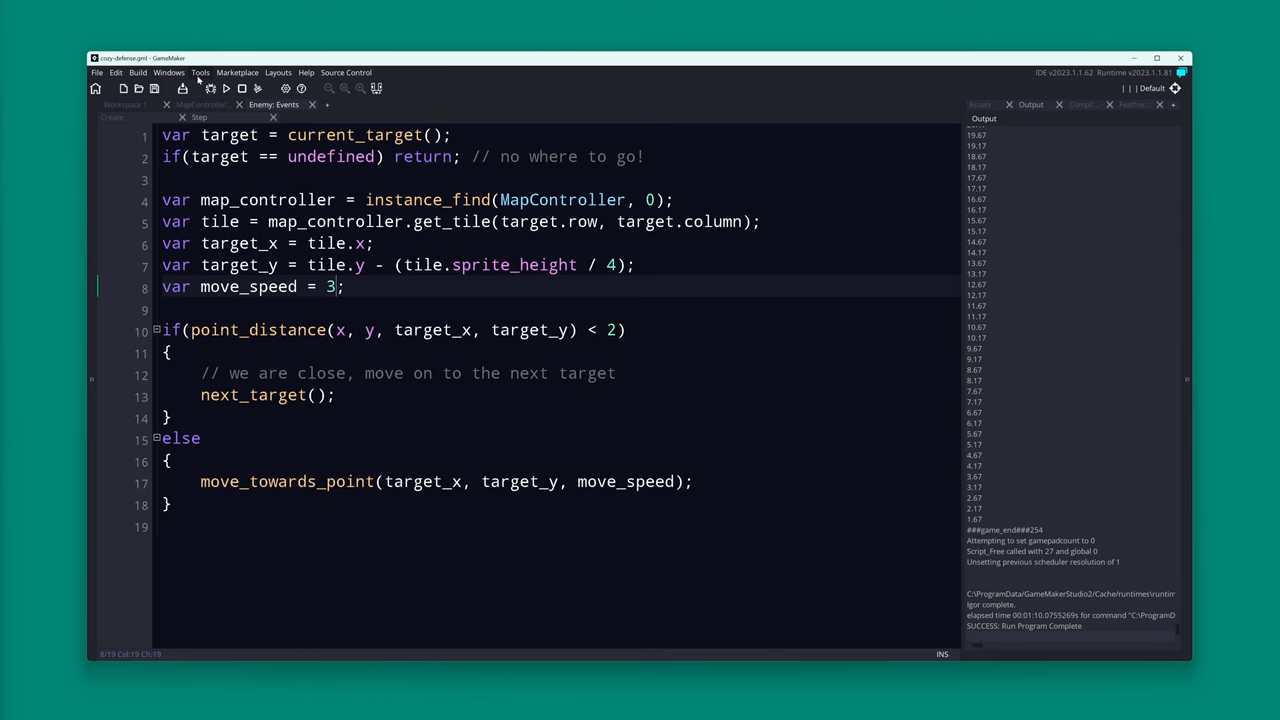 cozy-defense.gml - GameMaker
File Edit Build Windows Tools Marketplace Layouts Help Source Control
IDE v2023.1.1.62 Runtime v2023.1.1.81
| | | Default
Workspace 1 MapController... Enemy: Events +
Assets Output Compil... Feather... +
Create Step
Output
1 var target = current_target();
2 if(target == undefined) return; // no where to go!
3
4 var map_controller = instance_find(MapController, 0);
5 var tile = map_controller.get_tile(target.row, target.column);
6 var target_x = tile.x;
7 var target_y = tile.y - (tile.sprite_height / 4);
8 var move_speed = 3;
9
10 if(point_distance(x, y, target_x, target_y) < 2)
11 {
12 // we are close, move on to the next target
13 next_target();
14 }
15 else
16 {
17 move_towards_point(target_x, target_y, move_speed);
18 }
19
19.67
19.17
18.67
18.17
17.67
17.17
16.67
16.17
15.67
15.17
14.67
14.17
13.67
13.17
12.67
12.17
11.67
11.17
10.67
10.17
9.67
9.17
8.67
8.17
7.67
7.17
6.67
6.17
5.67
5.17
4.67
4.17
3.67
3.17
2.67
2.17
1.67
###game_end###254
Attempting to set gamepadcount to 0
Script_Free called with 27 and global 0
Unsetting previous scheduler resolution of 1
C:\ProgramData/GameMakerStudio2/Cache/runtimes\runtim
Igor complete.
elapsed time 00:01:10.0755269s for command "C:\ProgramD
SUCCESS: Run Program Complete
8/19 Col:19 Ch:19
INS